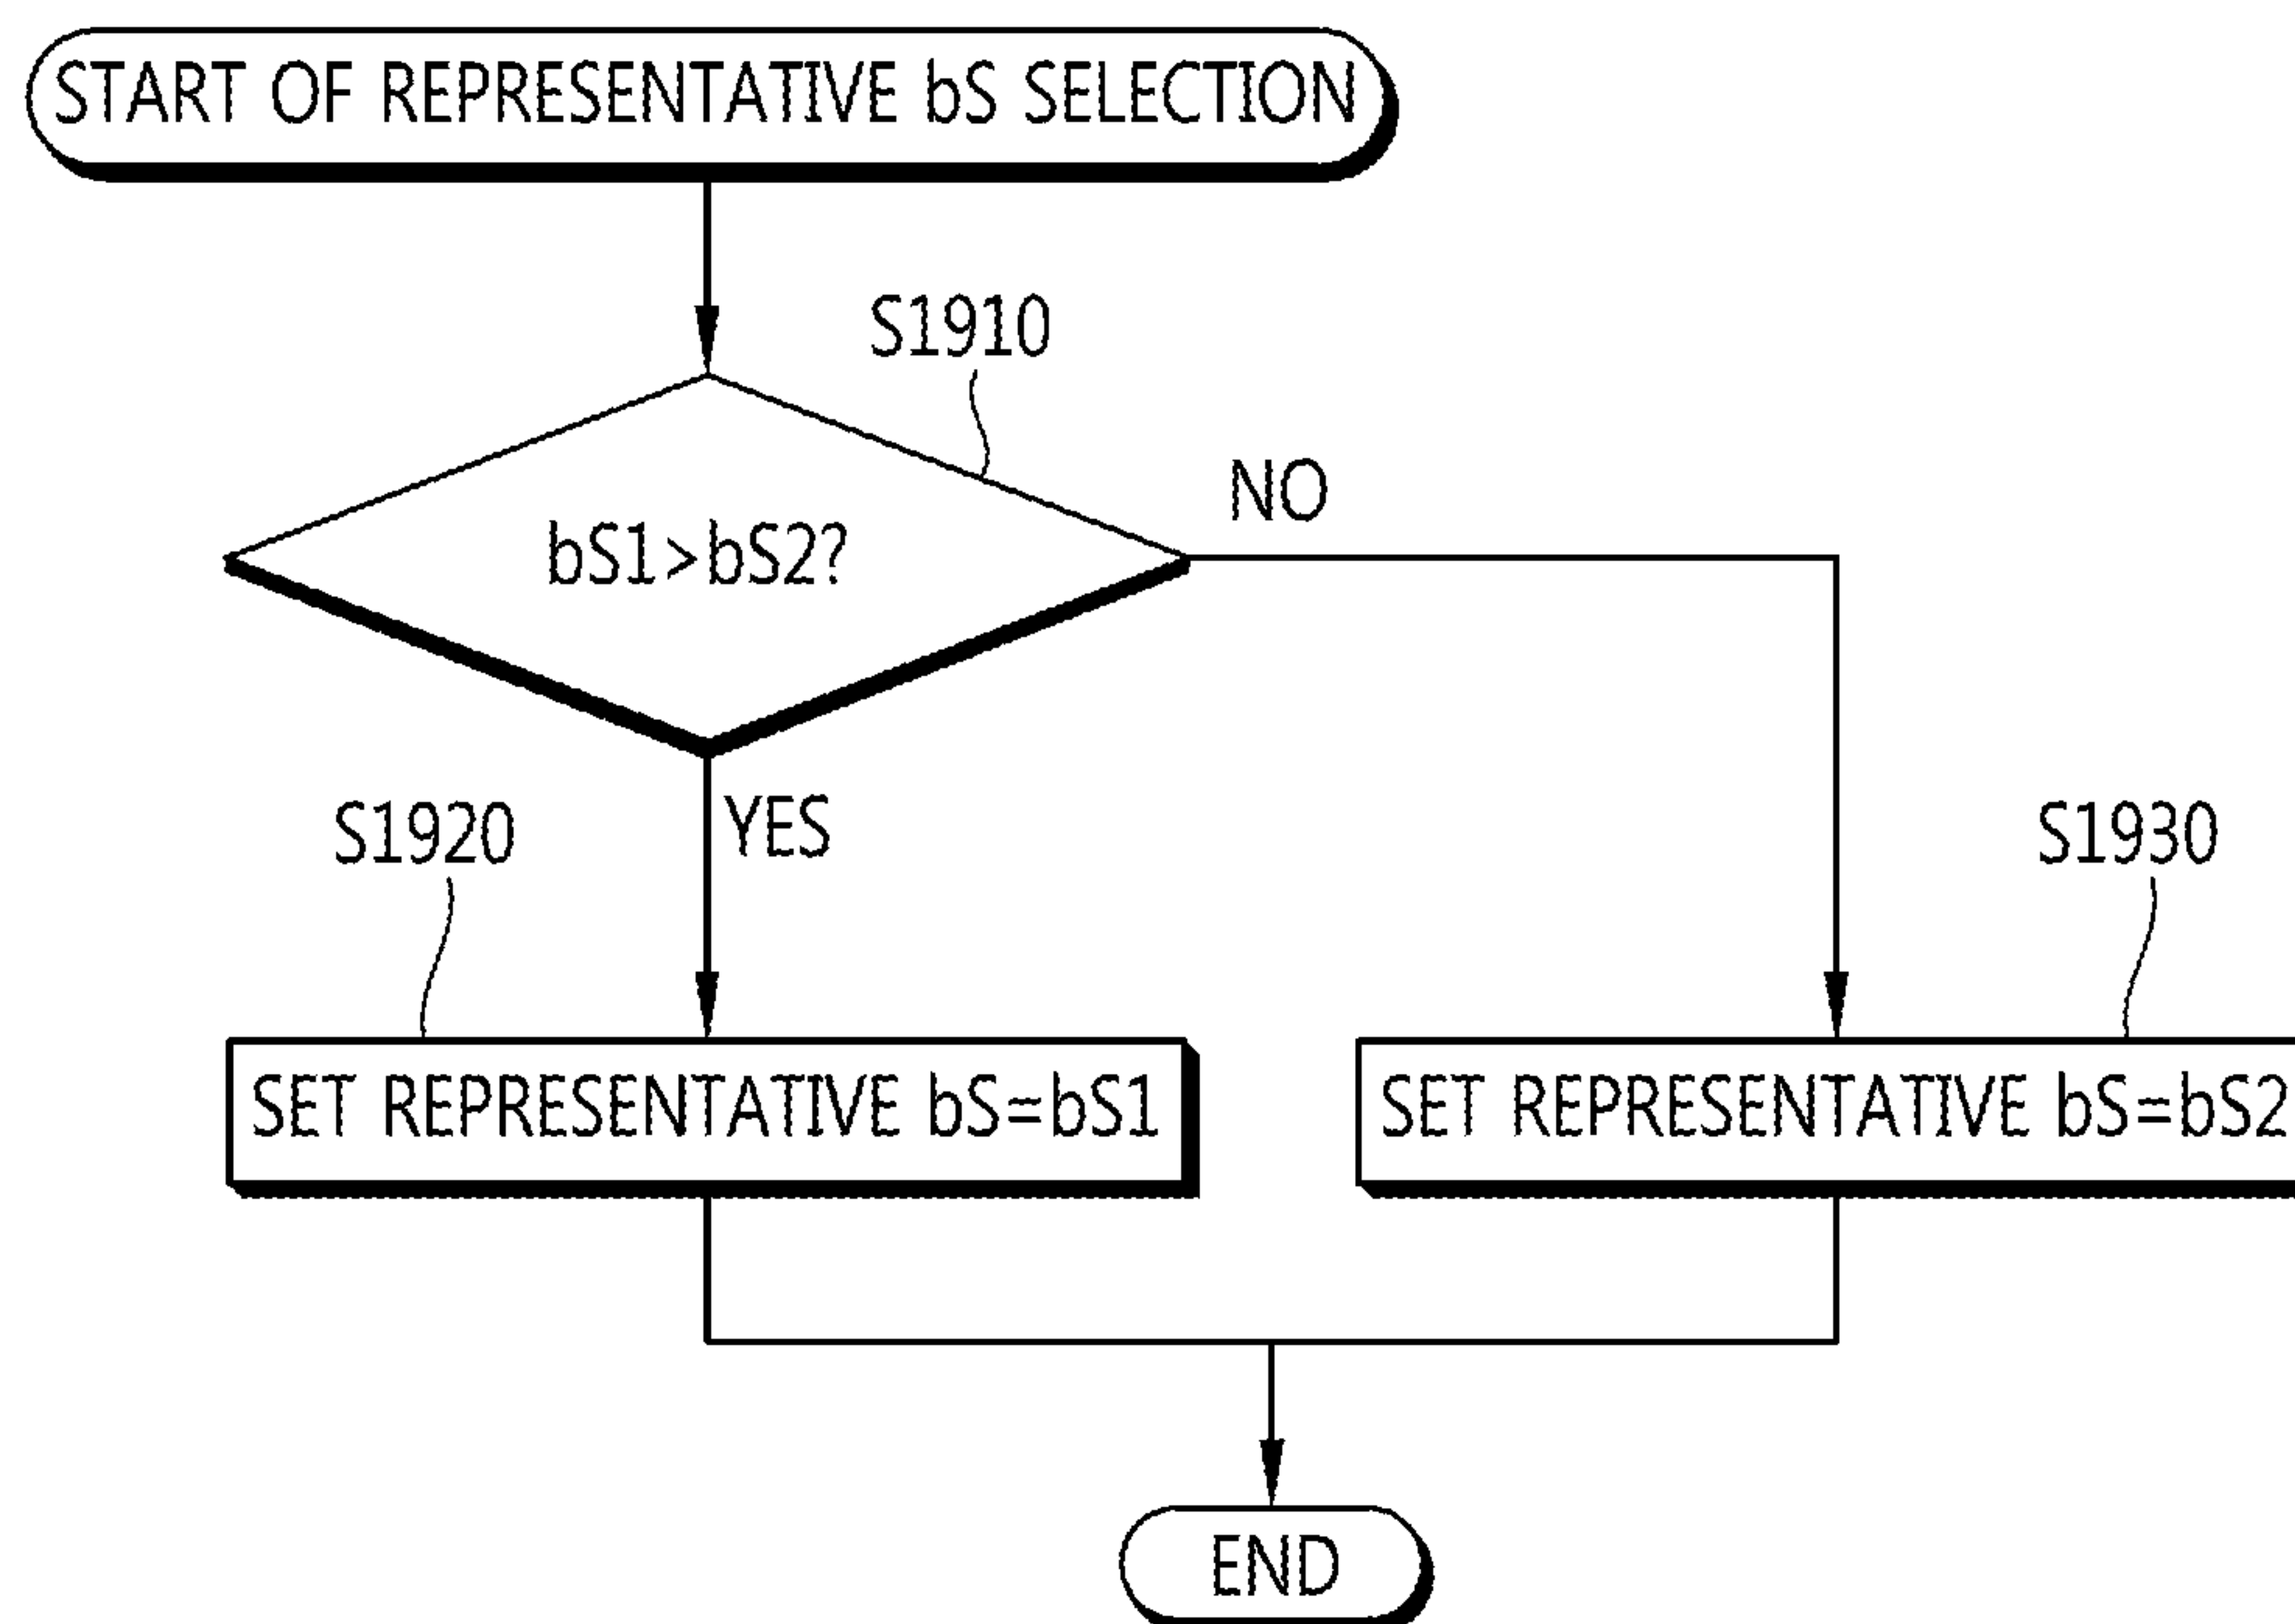 START OF REPRESENTATIVE bS SELECTION
S1910
bS1>bS2?
NO
YES
S1920
S1930
SET REPRESENTATIVE bS=bS1
SET REPRESENTATIVE bS=bS2
END